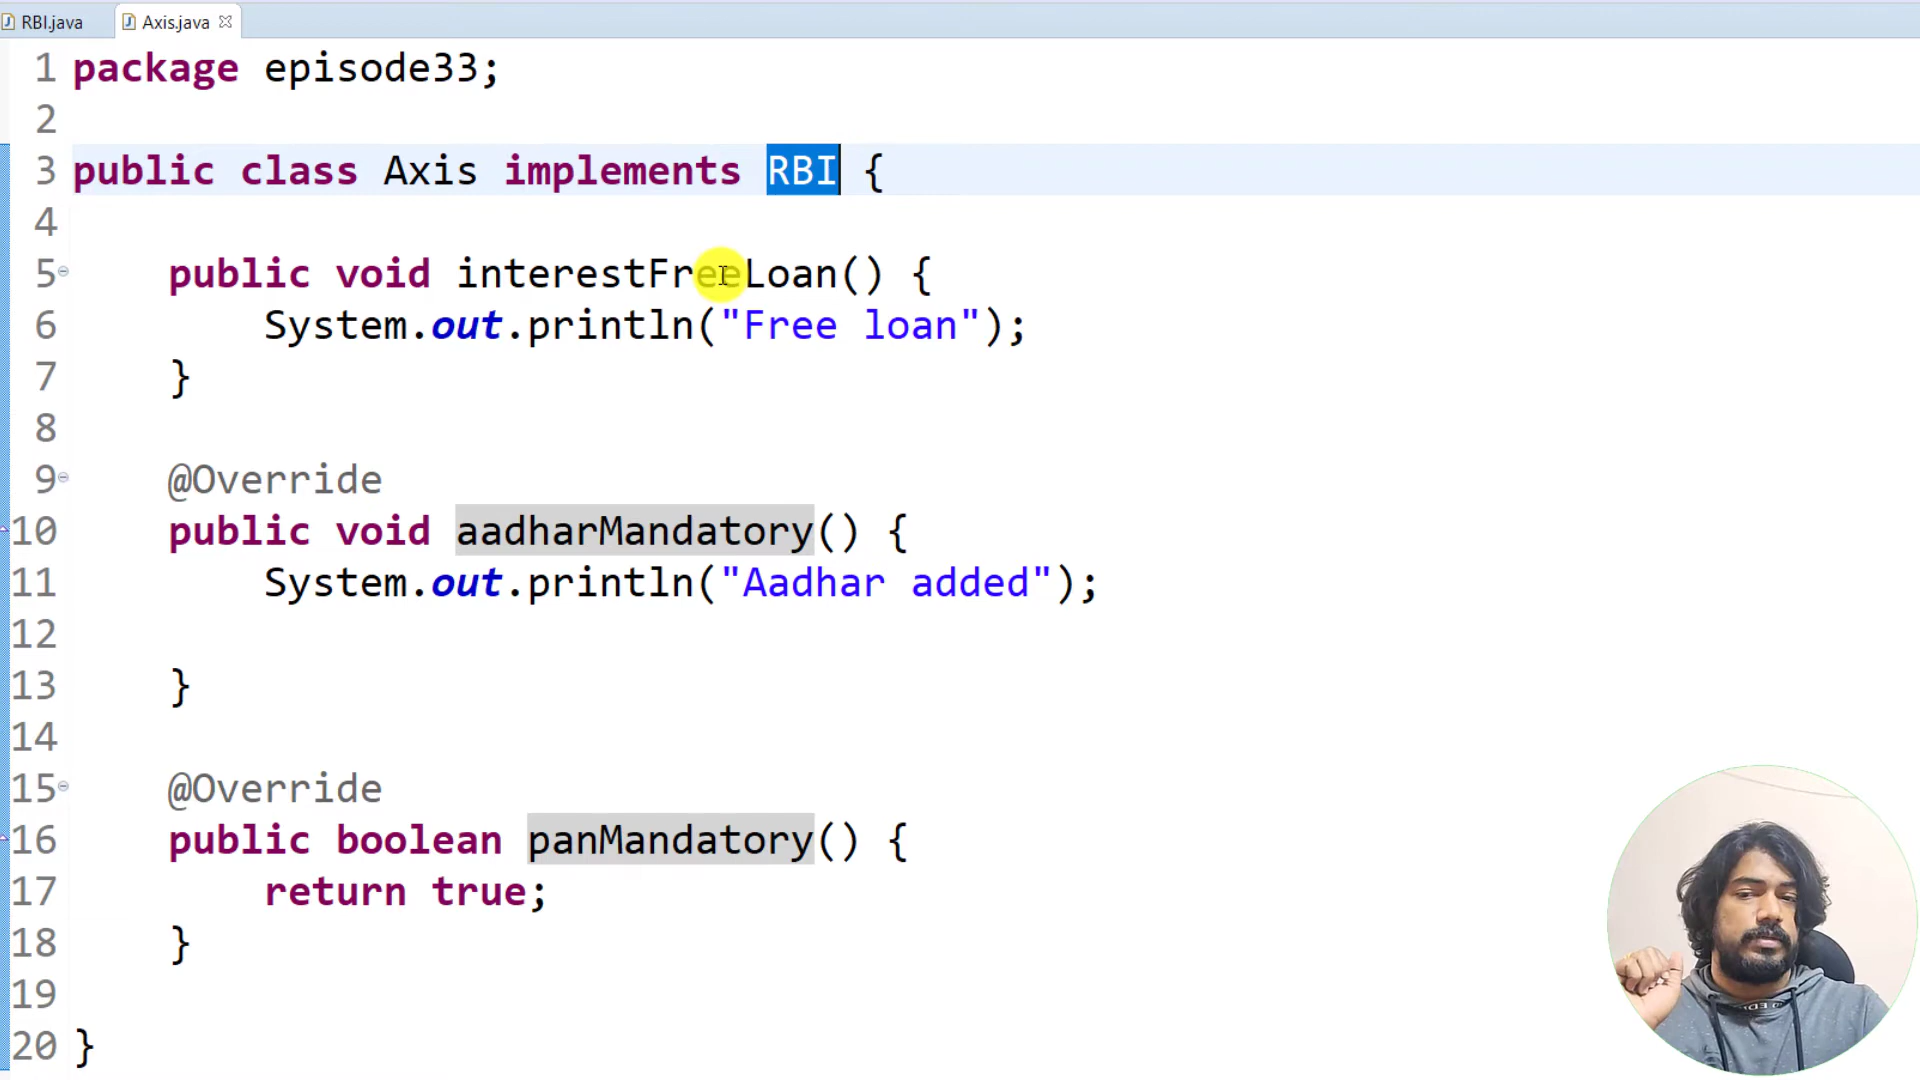 RBI.java Axis.java
1 package episode33;
2
3 public class Axis implements RBI {
4
5 public void interestFreeLoan() {
6 System.out.println("Free loan");
7 }
8
9 @Override
10 public void aadharMandatory() {
11 System.out.println("Aadhar added");
12
13 }
14
15 @Override
16 public boolean panMandatory() {
17 return true;
18 }
19
20 }